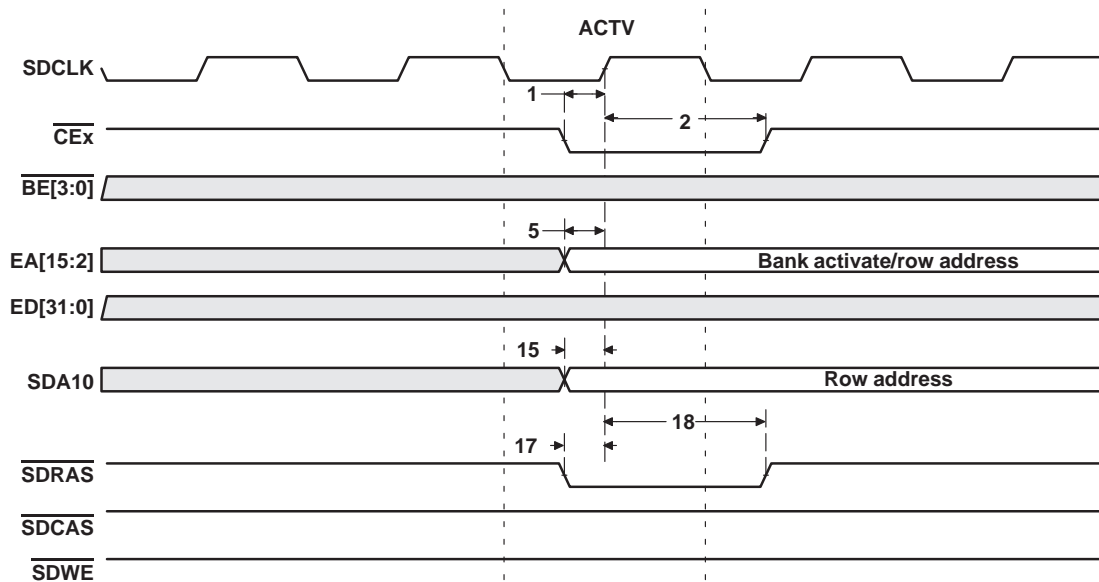 ACTV
SDCLK
1
CEx
2
BE[3:0]
5
EA[15:2]
Bank activate/row address
ED[31:0]
15
SDA10
Row address
18
17
SDRAS
SDCAS
SDWE